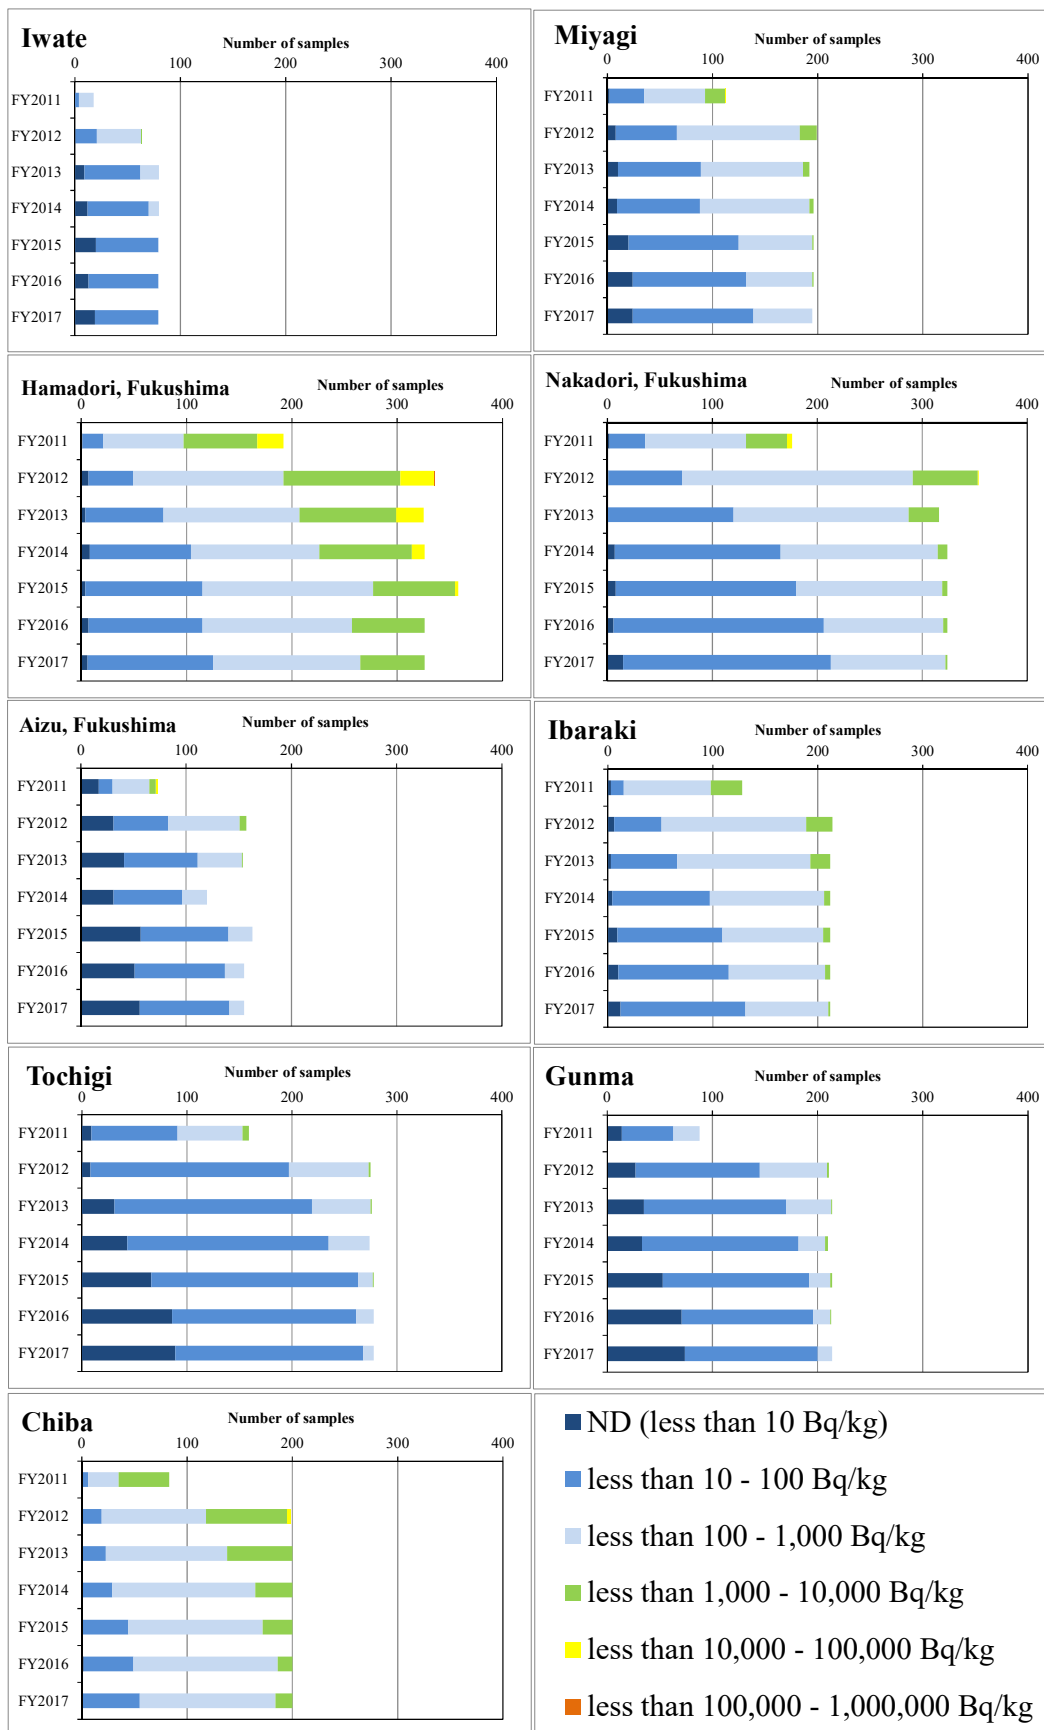 Iwate
Number of samples
0 100 200 300 400
FY2011
FY2012
FY2013
FY2014
FY2015
FY2016
FY2017
Miyagi
Number of samples
0 100 200 300 400
FY2011
FY2012
FY2013
FY2014
FY2015
FY2016
FY2017
Hamadori, Fukushima
Number of samples
0 100 200 300 400
FY2011
FY2012
FY2013
FY2014
FY2015
FY2016
FY2017
Nakadori, Fukushima
Number of samples
0 100 200 300 400
FY2011
FY2012
FY2013
FY2014
FY2015
FY2016
FY2017
Aizu, Fukushima
Number of samples
0 100 200 300 400
FY2011
FY2012
FY2013
FY2014
FY2015
FY2016
FY2017
Ibaraki
Number of samples
0 100 200 300 400
FY2011
FY2012
FY2013
FY2014
FY2015
FY2016
FY2017
Tochigi
Number of samples
0 100 200 300 400
FY2011
FY2012
FY2013
FY2014
FY2015
FY2016
FY2017
Gunma
Number of samples
0 100 200 300 400
FY2011
FY2012
FY2013
FY2014
FY2015
FY2016
FY2017
Chiba
Number of samples
0 100 200 300 400
FY2011
FY2012
FY2013
FY2014
FY2015
FY2016
FY2017
ND (less than 10 Bq/kg)
less than 10 - 100 Bq/kg
less than 100 - 1,000 Bq/kg
less than 1,000 - 10,000 Bq/kg
less than 10,000 - 100,000 Bq/kg
less than 100,000 - 1,000,000 Bq/kg